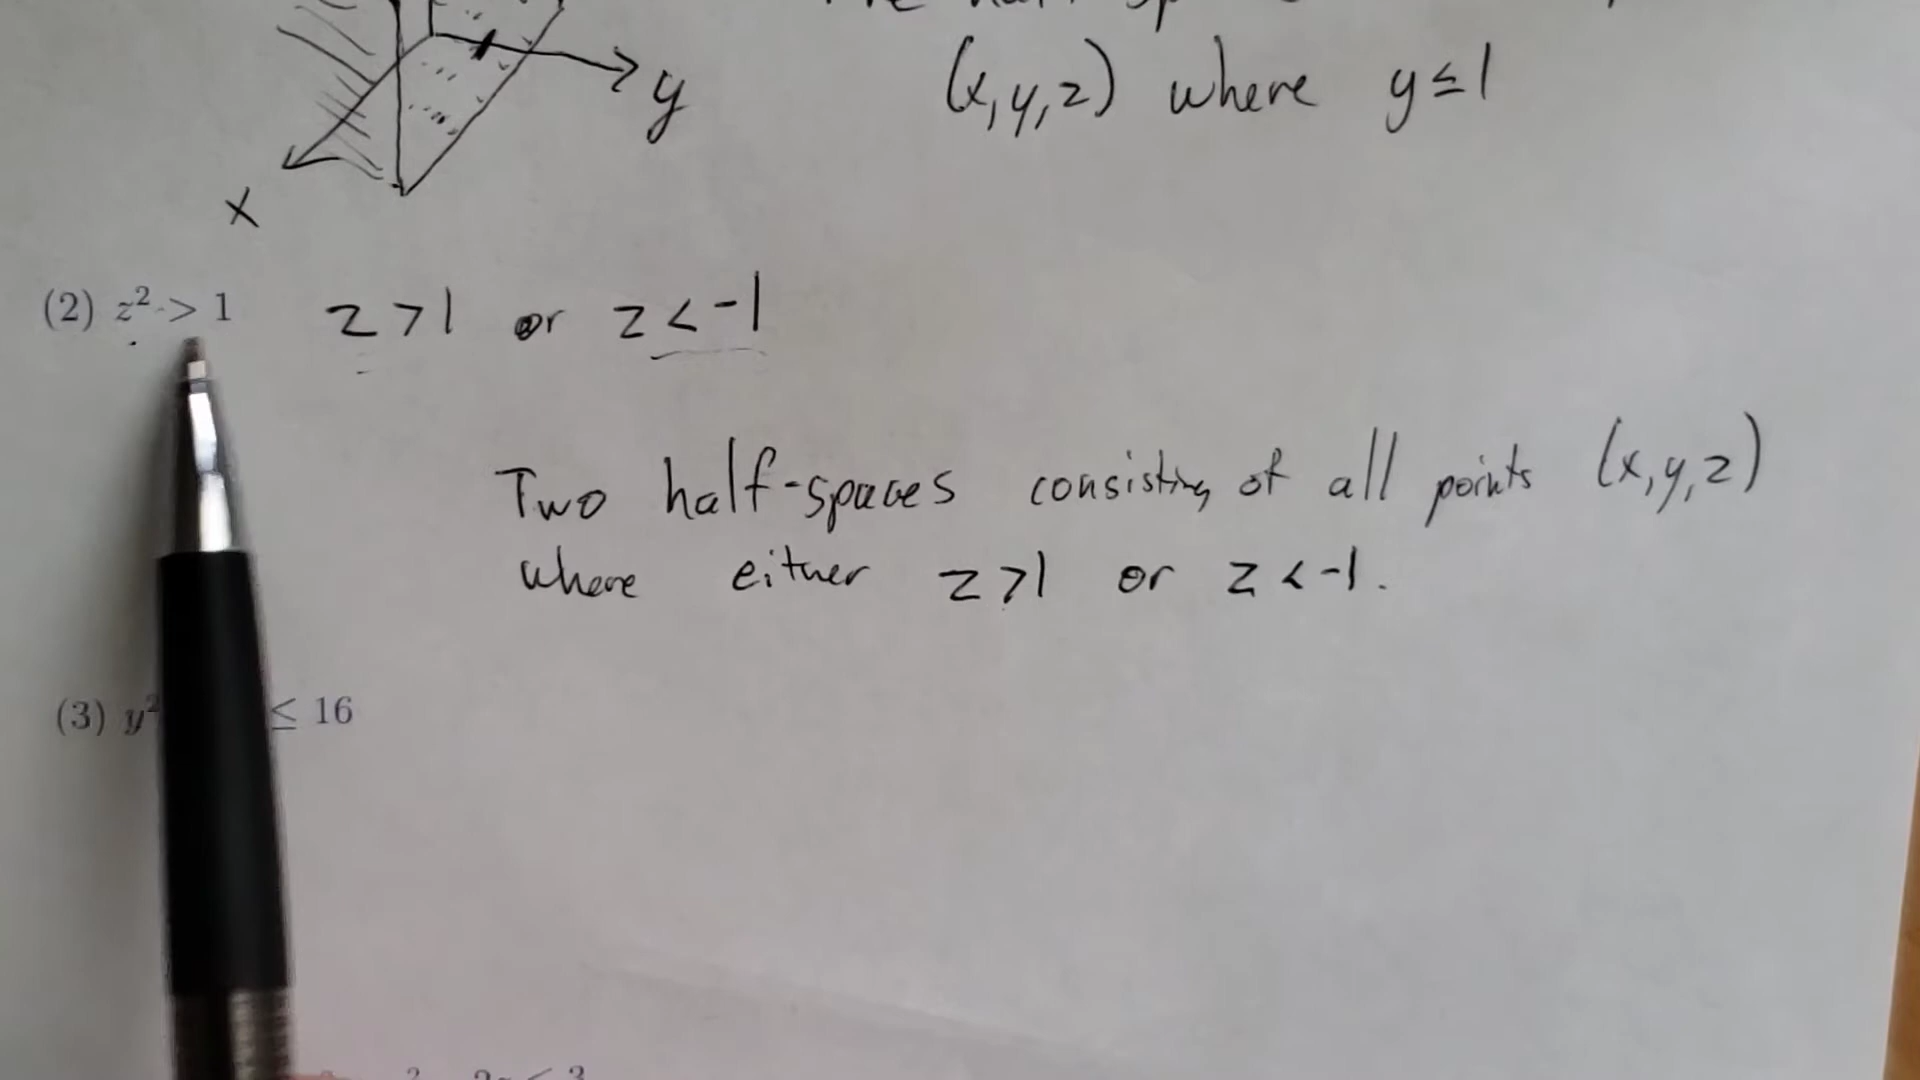 (x,y,z) where y ≤ 1
y
x
(2) z² > 1 z > 1 or z < -1
Two half-spaces consisting of all points (x,y,z)
where either z > 1 or z < -1.
(3) y² ≤ 16